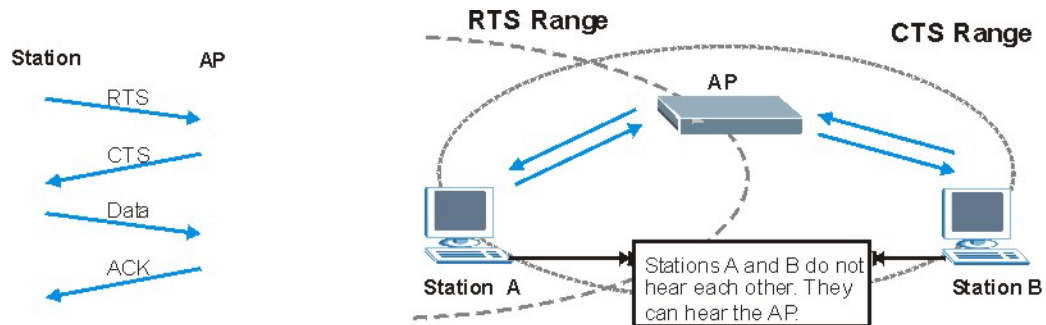 Station AP
RTS
CTS
Data
ACK
RTS Range
CTS Range
AP
Station A
Stations A and B do not
hear each other. They
can hear the AP.
Station B